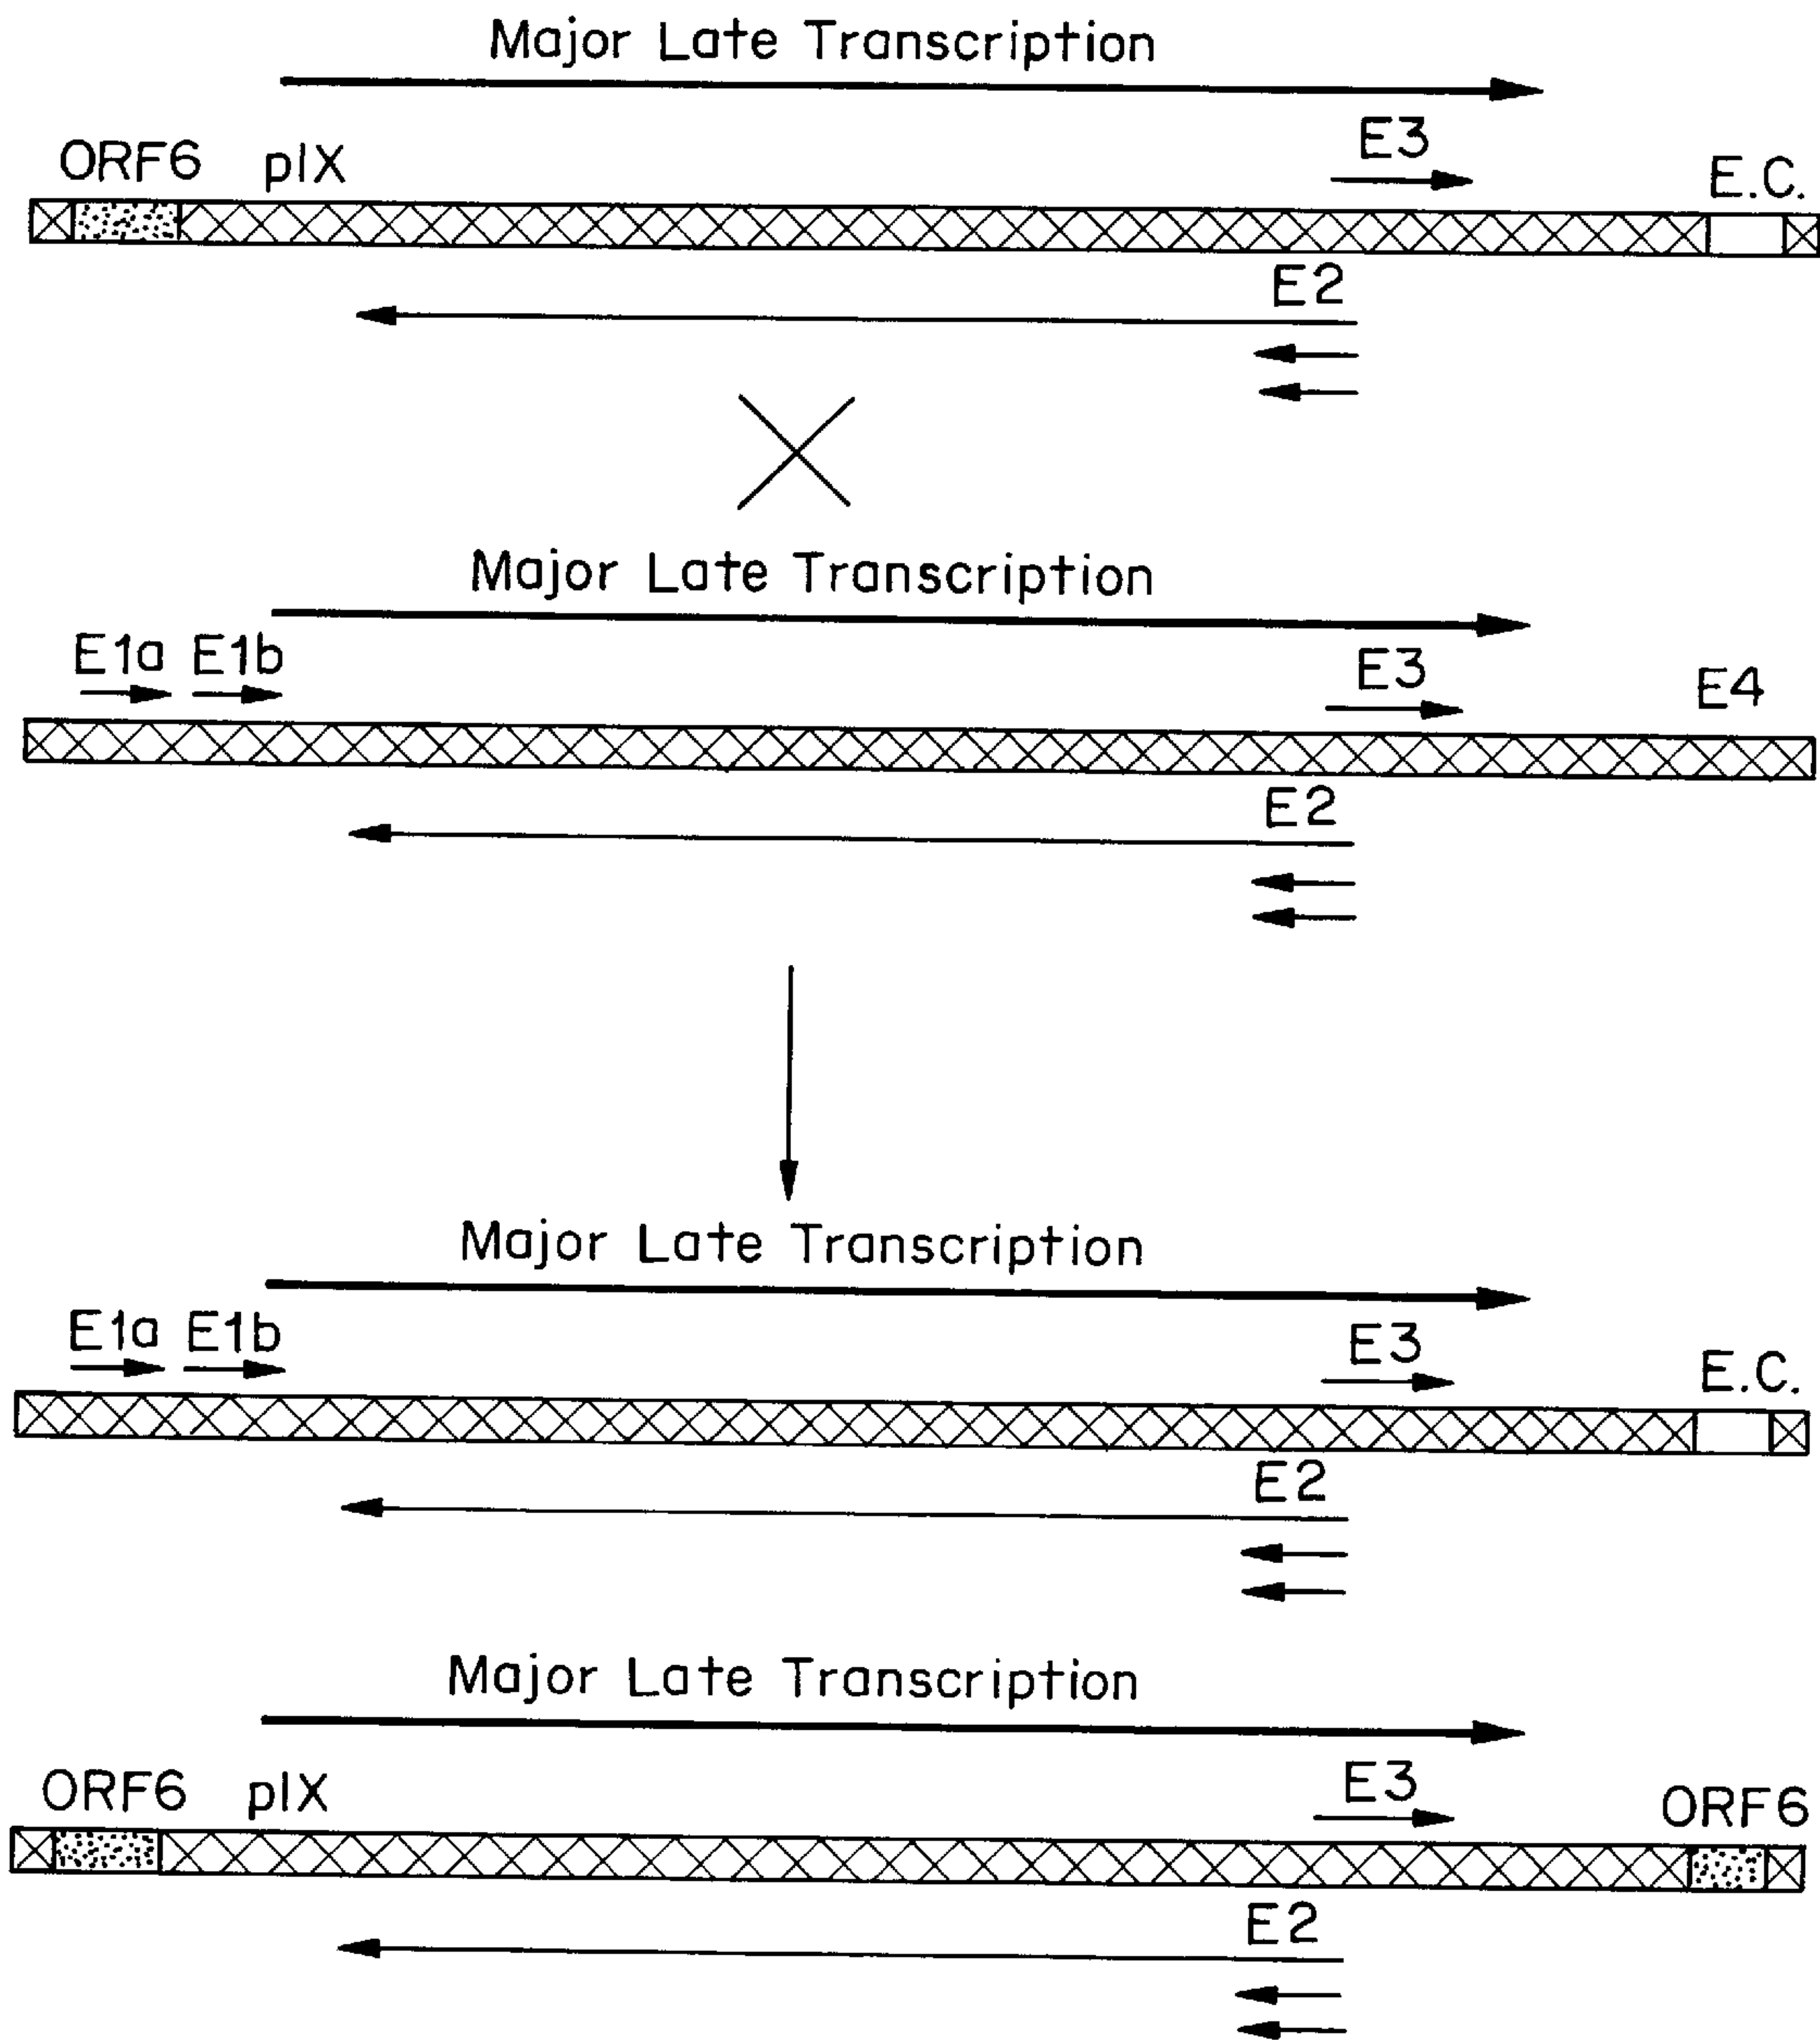 Major Late Transcription
E3
ORF6 pIX E.C.
E2
Major Late Transcription
E1a E1b E3 E4
E2
Major Late Transcription
E1a E1b E3 E.C.
E2
Major Late Transcription
ORF6 pIX E3 ORF6
E2